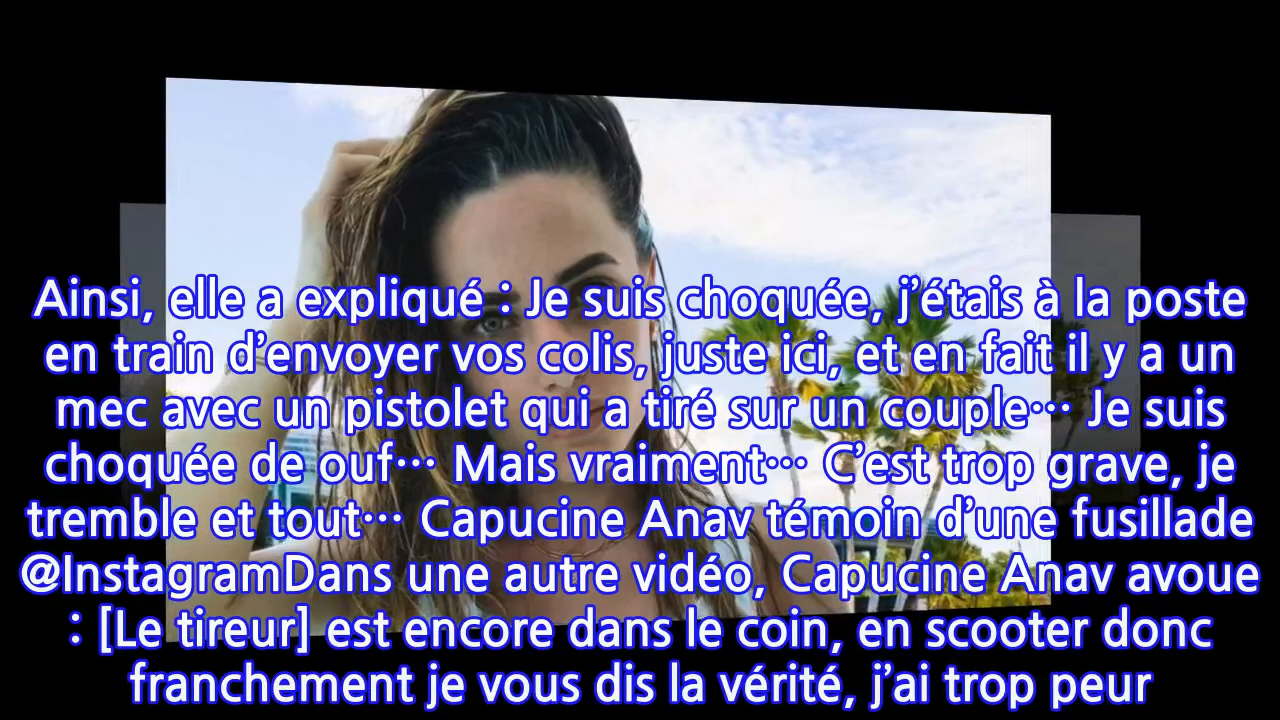 Ainsi, elle a expliqué : Je suis choquée, j’étais à la poste
en train d’envoyer vos colis, juste ici, et en fait il y a un
mec avec un pistolet qui a tiré sur un couple… Je suis
choquée de ouf… Mais vraiment… C’est trop grave, je
tremble et tout… Capucine Anav témoin d’une fusillade
@InstagramDans une autre vidéo, Capucine Anav avoue
: [Le tireur] est encore dans le coin, en scooter donc
franchement je vous dis la vérité, j’ai trop peur